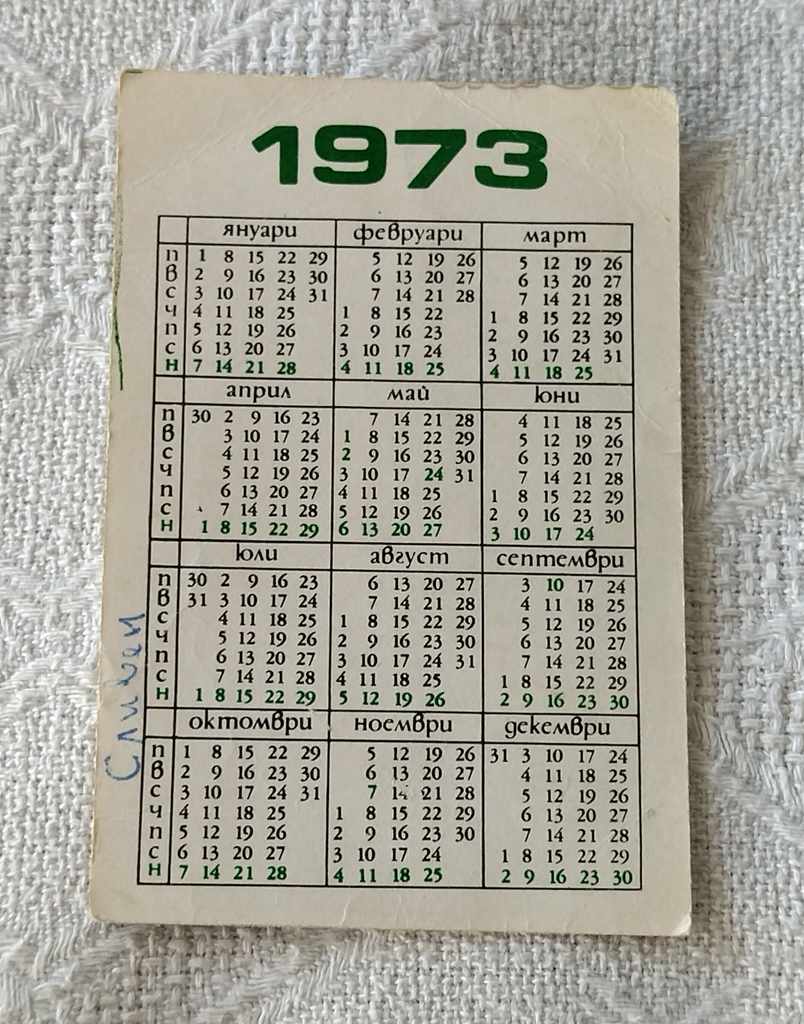 1973
януари февруари март
п 1 8 15 22 29 5 12 19 26 5 12 19 26
в 2 9 16 23 30 6 13 20 27 6 13 20 27
с 3 10 17 24 31 7 14 21 28 7 14 21 28
ч 4 11 18 25 1 8 15 22 1 8 15 22 29
п 5 12 19 26 2 9 16 23 2 9 16 23 30
с 6 13 20 27 3 10 17 24 3 10 17 24 31
н 7 14 21 28 4 11 18 25 4 11 18 25
април май юни
п 30 2 9 16 23 7 14 21 28 4 11 18 25
в 3 10 17 24 1 8 15 22 29 5 12 19 26
с 4 11 18 25 2 9 16 23 30 6 13 20 27
ч 5 12 19 26 3 10 17 24 31 7 14 21 28
п 6 13 20 27 4 11 18 25 1 8 15 22 29
с 7 14 21 28 5 12 19 26 2 9 16 23 30
н 1 8 15 22 29 6 13 20 27 3 10 17 24
юли август септември
п 30 2 9 16 23 6 13 20 27 3 10 17 24
в 31 3 10 17 24 7 14 21 28 4 11 18 25
с 4 11 18 25 1 8 15 22 29 5 12 19 26
ч 5 12 19 26 2 9 16 23 30 6 13 20 27
п 6 13 20 27 3 10 17 24 31 7 14 21 28
с 7 14 21 28 4 11 18 25 1 8 15 22 29
н 1 8 15 22 29 5 12 19 26 2 9 16 23 30
октомври ноември декември
п 1 8 15 22 29 5 12 19 26 31 3 10 17 24
в 2 9 16 23 30 6 13 20 27 4 11 18 25
с 3 10 17 24 31 7 14 21 28 5 12 19 26
ч 4 11 18 25 1 8 15 22 29 6 13 20 27
п 5 12 19 26 2 9 16 23 30 7 14 21 28
с 6 13 20 27 3 10 17 24 1 8 15 22 29
н 7 14 21 28 4 11 18 25 2 9 16 23 30
Сливен